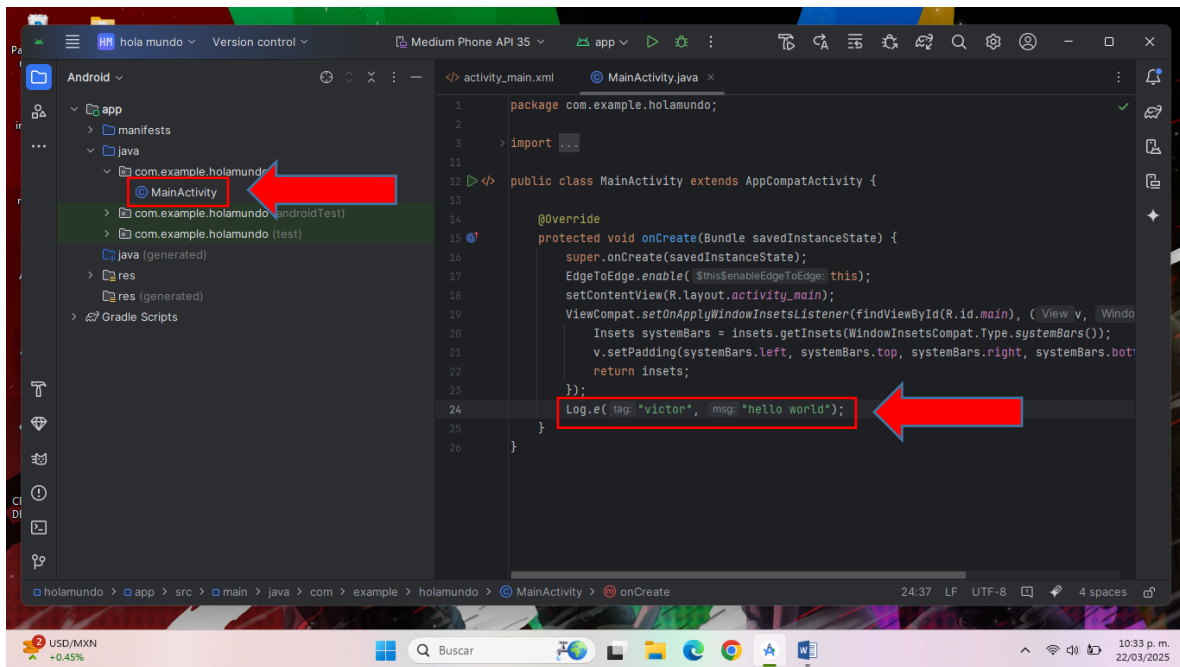 Pa
HM hola mundo Version control Medium Phone API 35 app
Android
activity_main.xml MainActivity.java
app
manifests
java
com.example.holamundo
MainActivity
com.example.holamundo (androidTest)
com.example.holamundo (test)
java (generated)
res
res (generated)
Gradle Scripts
1 package com.example.holamundo;
2
3 import ...
11
12 public class MainActivity extends AppCompatActivity {
13
14 @Override
15 protected void onCreate(Bundle savedInstanceState) {
16 super.onCreate(savedInstanceState);
17 EdgeToEdge.enable( $this$enableEdgeToEdge: this);
18 setContentView(R.layout.activity_main);
19 ViewCompat.setOnApplyWindowInsetsListener(findViewById(R.id.main), ( View v, Windo
20 Insets systemBars = insets.getInsets(WindowInsetsCompat.Type.systemBars());
21 v.setPadding(systemBars.left, systemBars.top, systemBars.right, systemBars.bott
22 return insets;
23 });
24 Log.e( tag: "victor", msg: "hello world");
25 }
26 }
holamundo > app > src > main > java > com > example > holamundo > MainActivity > onCreate 24:37 LF UTF-8 4 spaces
2 USD/MXN
+0.45%
Buscar
10:33 p. m.
22/03/2025